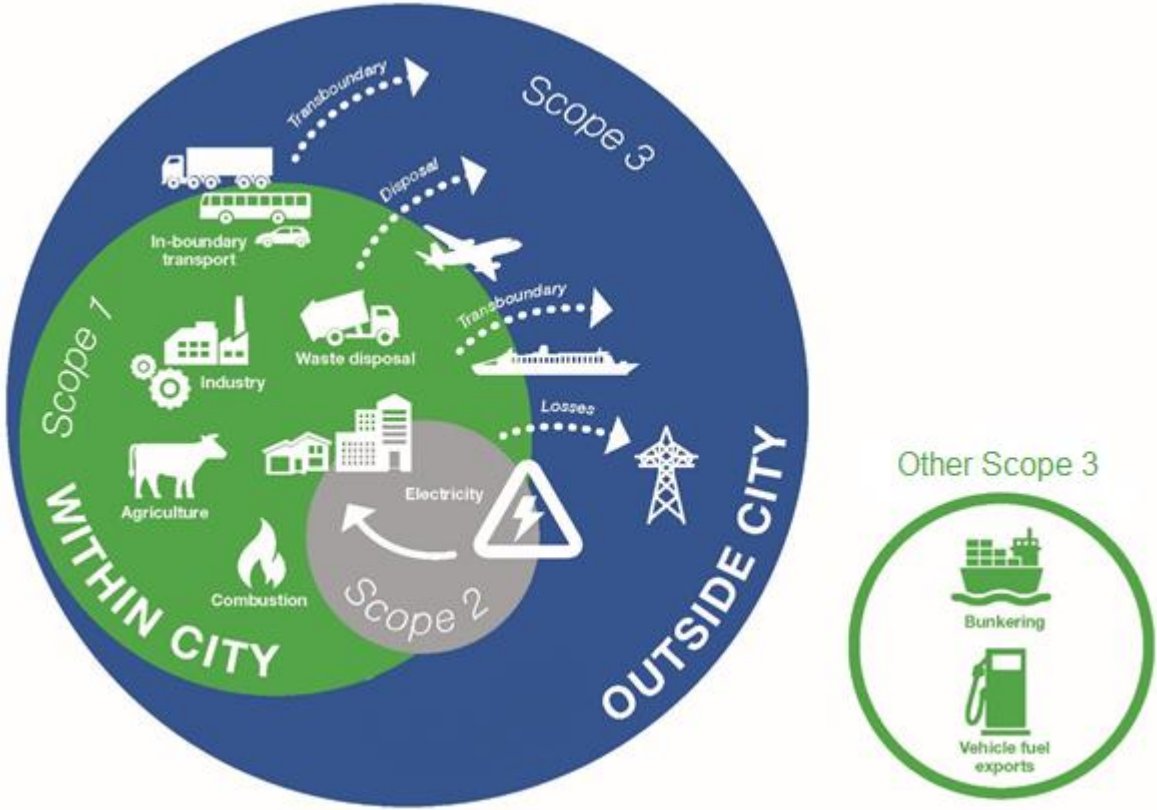 Transboundary
Scope 3
Disposal
In-boundary
transport
Transboundary
Scope 1
Waste disposal
Industry
Losses
Electricity
Agriculture
Combustion
Scope 2
WITHIN CITY
OUTSIDE CITY
Other Scope 3
Bunkering
Vehicle fuel
exports